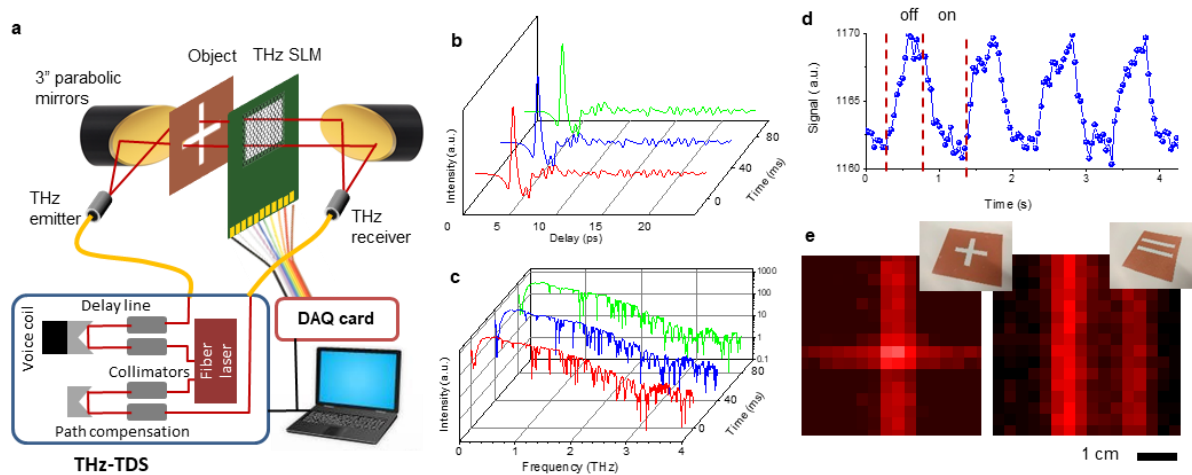 a
Object
THz SLM
3” parabolic
mirrors
THz
emitter
THz
receiver
Voice coil
Delay line
Fiber
laser
Collimators
Path compensation
DAQ card
THz-TDS
b
Intensity (a.u.)
0
5
10
15
20
Delay (ps)
0
40
80
Time (ms)
c
Intensity (a.u.)
1000
100
10
1
0.1
0
1
2
3
4
Frequency (THz)
0
40
80
Time (ms)
d
off on
1170
1165
1160
Signal ( a.u.)
0 1 2 3 4
Time (s)
e
1 cm